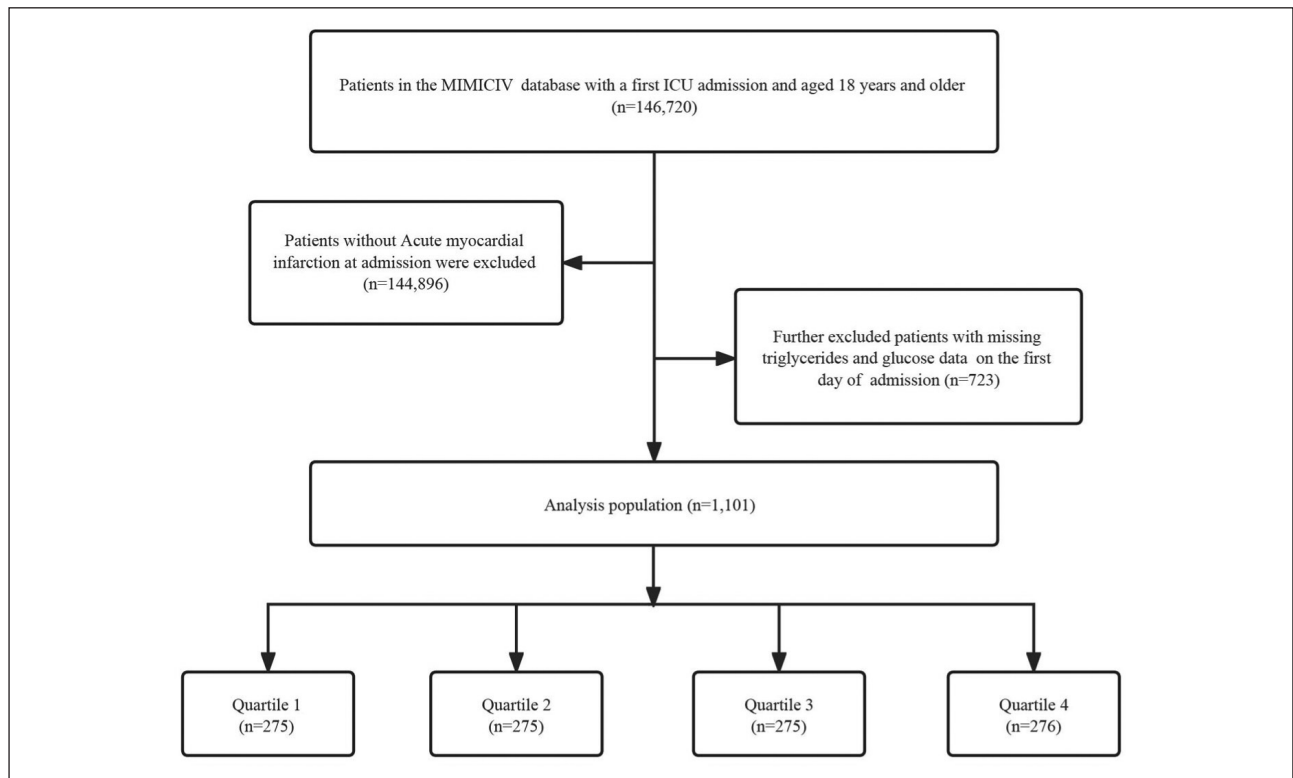 Patients in the MIMICIV database with a first ICU admission and aged 18 years and older
(n=146,720)
Patients without Acute myocardial
infarction at admission were excluded
(n=144,896)
Further excluded patients with missing
triglycerides and glucose data on the first
day of admission (n=723)
Analysis population (n=1,101)
Quartile 1
(n=275)
Quartile 2
(n=275)
Quartile 3
(n=275)
Quartile 4
(n=276)